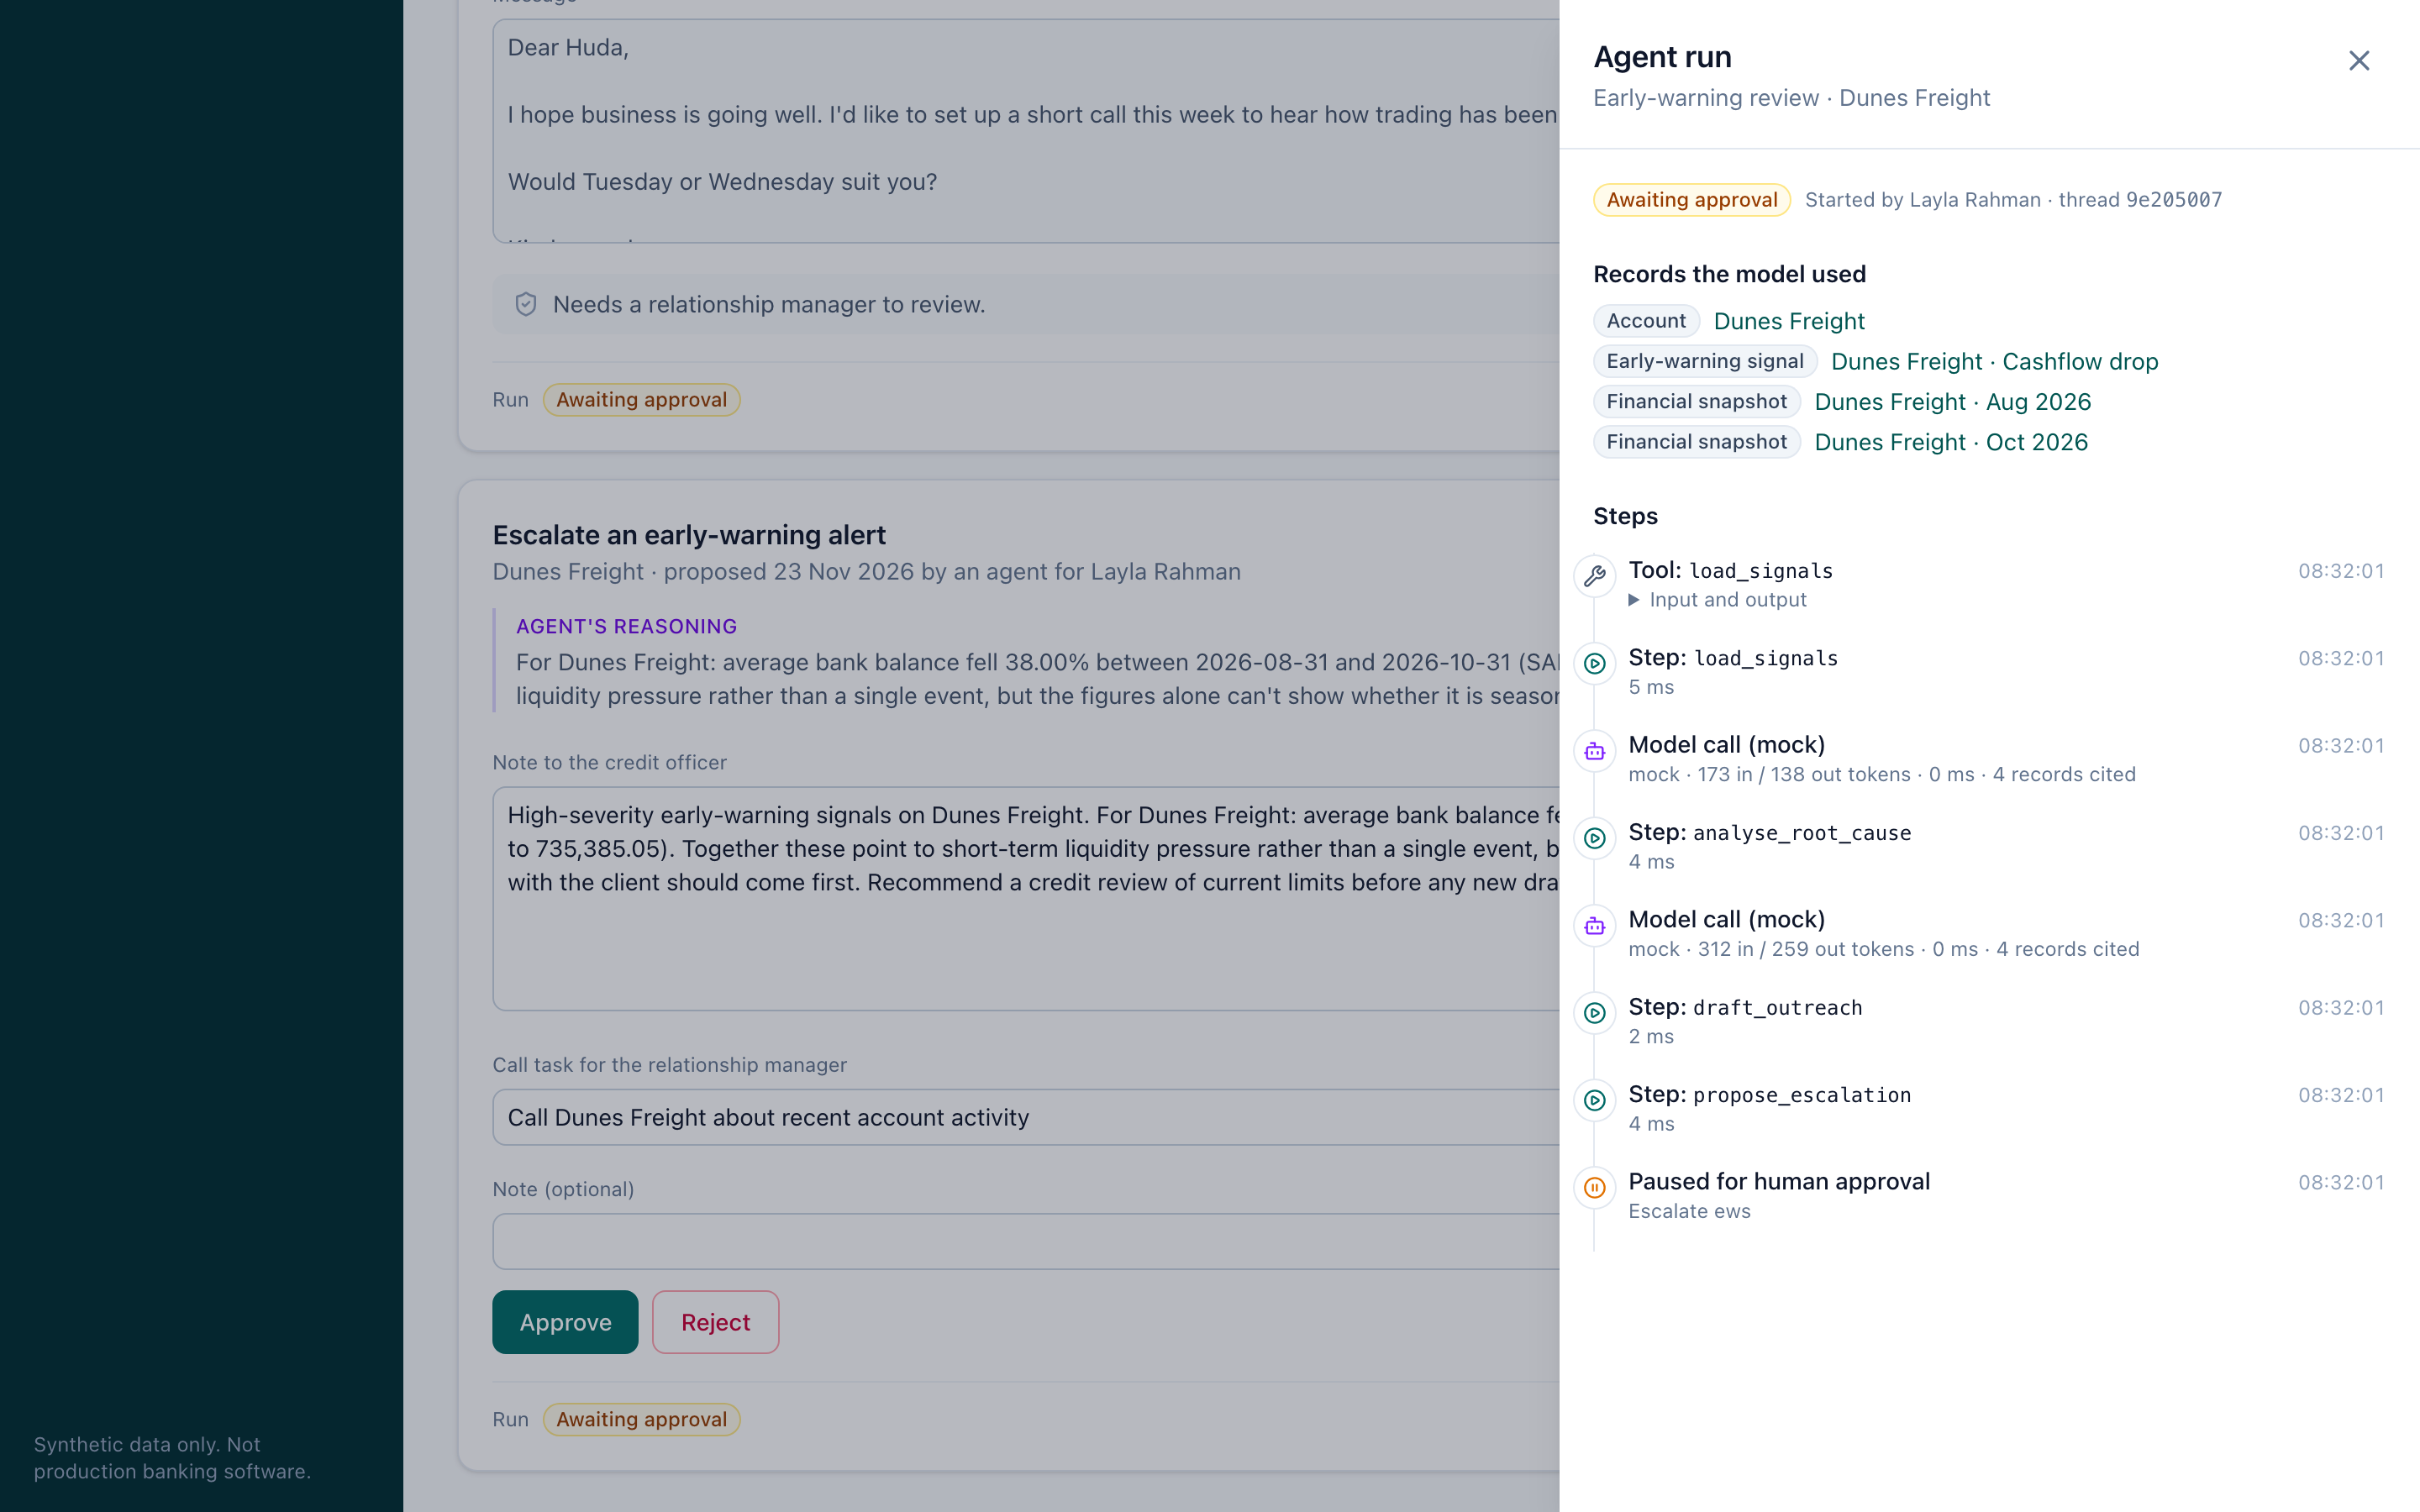 Dear Huda,
I hope business is going well. I'd like to set up a short call this week to hear how trading has been
Would Tuesday or Wednesday suit you?
Needs a relationship manager to review.
Run Awaiting approval
Escalate an early-warning alert
Dunes Freight · proposed 23 Nov 2026 by an agent for Layla Rahman
AGENT'S REASONING
For Dunes Freight: average bank balance fell 38.00% between 2026-08-31 and 2026-10-31
liquidity pressure rather than a single event, but the figures alone can't show whether it is
Note to the credit officer
High-severity early-warning signals on Dunes Freight. For Dunes Freight: average bank balance
to 735,385.05). Together these point to short-term liquidity pressure rather than a single event,
with the client should come first. Recommend a credit review of current limits before any new
Call task for the relationship manager
Call Dunes Freight about recent account activity
Note (optional)
Approve Reject
Run Awaiting approval
Synthetic data only. Not
production banking software.
Agent run
Early-warning review · Dunes Freight
Awaiting approval Started by Layla Rahman · thread 9e205007
Records the model used
Account Dunes Freight
Early-warning signal Dunes Freight · Cashflow drop
Financial snapshot Dunes Freight · Aug 2026
Financial snapshot Dunes Freight · Oct 2026
Steps
Tool: load_signals 08:32:01
Input and output
Step: load_signals 08:32:01
5 ms
Model call (mock) 08:32:01
mock · 173 in / 138 out tokens · 0 ms · 4 records cited
Step: analyse_root_cause 08:32:01
4 ms
Model call (mock) 08:32:01
mock · 312 in / 259 out tokens · 0 ms · 4 records cited
Step: draft_outreach 08:32:01
2 ms
Step: propose_escalation 08:32:01
4 ms
Paused for human approval 08:32:01
Escalate ews